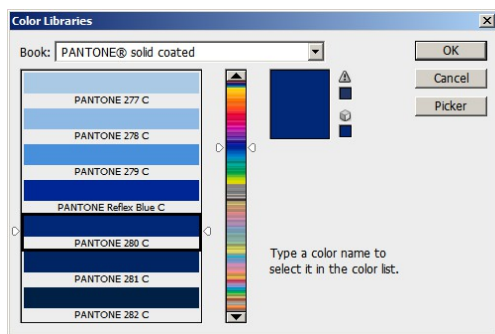 Color Libraries
Book: PANTONE® solid coated
OK
Cancel
Picker
PANTONE 277 C
PANTONE 278 C
PANTONE 279 C
PANTONE Reflex Blue C
PANTONE 280 C
PANTONE 281 C
PANTONE 282 C
Type a color name to
select it in the color list.